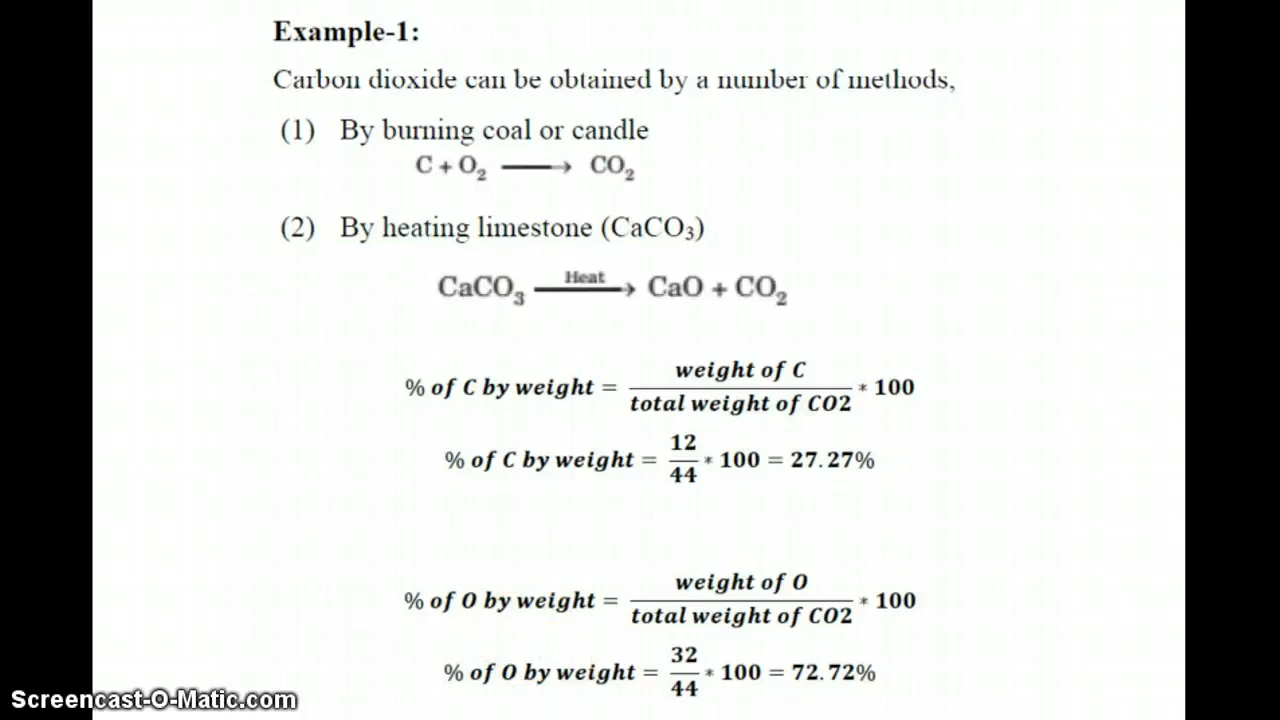 Example-1:
Carbon dioxide can be obtained by a number of methods,
(1) By burning coal or candle
C + O₂ ⟶ CO₂
(2) By heating limestone (CaCO₃)
Heat
CaCO₃ ⟶ CaO + CO₂
weight of C
% of C by weight = ─── * 100
total weight of CO2
12
% of C by weight = ─── * 100 = 27.27%
44
weight of O
% of O by weight = ─── * 100
total weight of CO2
32
% of O by weight = ─── * 100 = 72.72%
44
Screencast-O-Matic.com